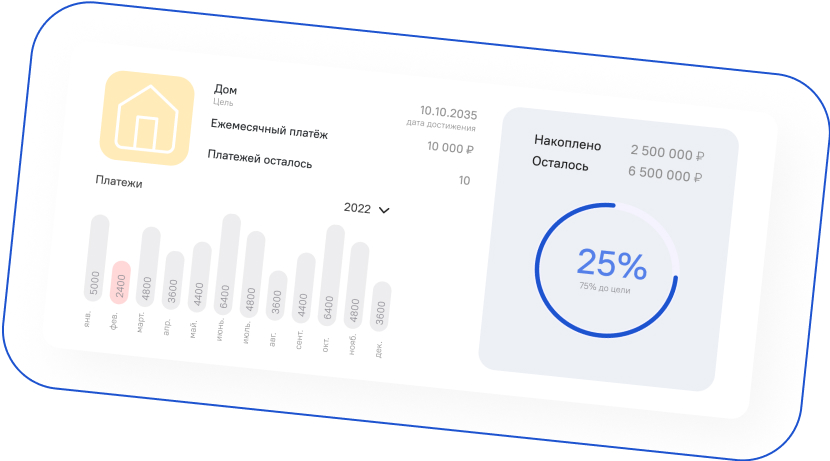 Дом
Цель
10.10.2035
дата достижения
Ежемесячный платёж
10 000 ₽
Платежей осталось
10
Платежи
2022
5000
2400
4800
3600
4400
6400
4800
3600
4400
6400
4800
3600
янв.
фев.
март.
апр.
май.
июнь.
июль.
авг.
сент.
окт.
нояб.
дек.
Накоплено 2 500 000 ₽
Осталось 6 500 000 ₽
25%
75% до цели